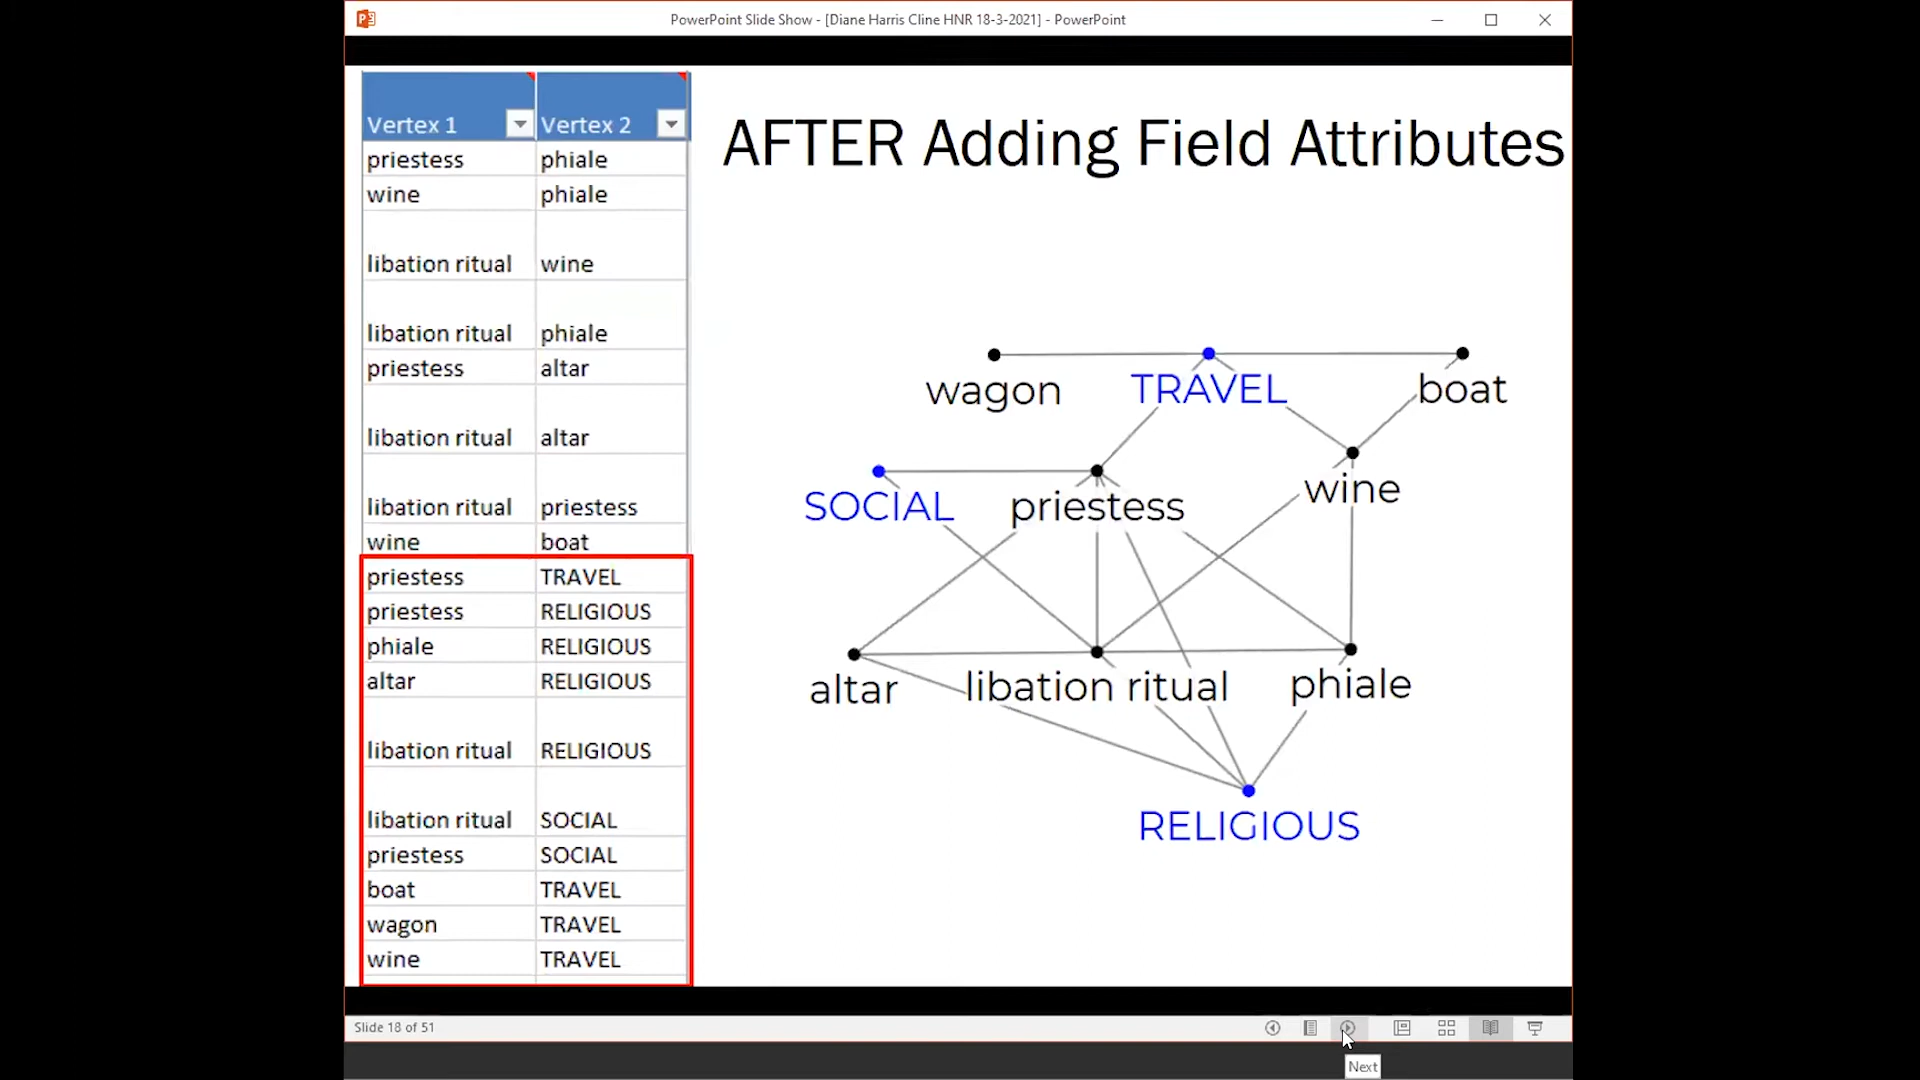 PowerPoint Slide Show - [Diane Harris Cline HNR 18-3-2021] - PowerPoint
Vertex 1 Vertex 2
priestess phiale
wine phiale
libation ritual wine
libation ritual phiale
priestess altar
libation ritual altar
libation ritual priestess
wine boat
priestess TRAVEL
priestess RELIGIOUS
phiale RELIGIOUS
altar RELIGIOUS
libation ritual RELIGIOUS
libation ritual SOCIAL
priestess SOCIAL
boat TRAVEL
wagon TRAVEL
wine TRAVEL
AFTER Adding Field Attributes
wagon TRAVEL boat
SOCIAL priestess wine
altar libation ritual phiale
RELIGIOUS
Slide 18 of 51
Next